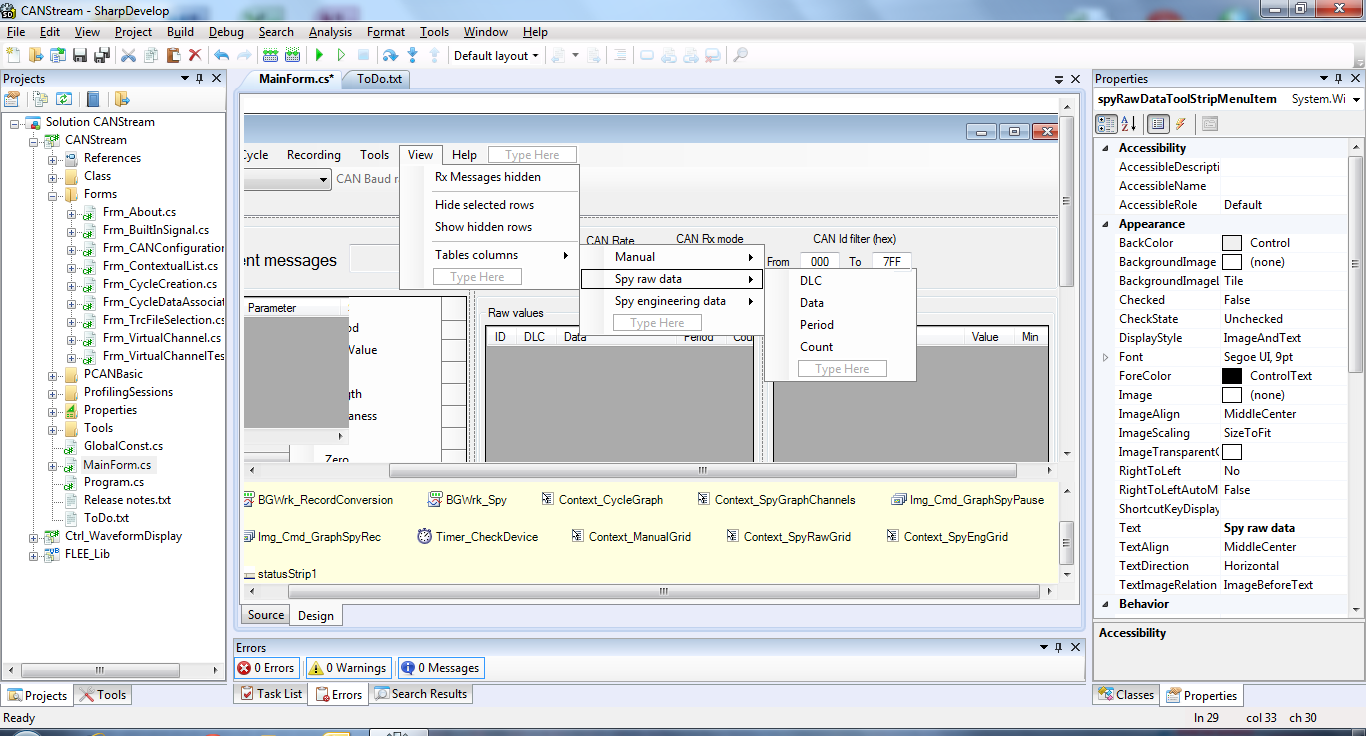 CANStream - SharpDevelop
File Edit View Project Build Debug Search Analysis Format Tools Window Help
Default layout
Projects
Solution CANStream
CANStream
References
Class
Forms
Frm_About.cs
Frm_BuiltInSignal.cs
Frm_CANConfiguration
Frm_ContextualList.cs
Frm_CycleCreation.cs
Frm_CycleDataAssociat
Frm_TrcFileSelection.cs
Frm_VirtualChannel.cs
Frm_VirtualChannelTes
PCANBasic
ProfilingSessions
Properties
Tools
GlobalConst.cs
MainForm.cs
Program.cs
Release notes.txt
ToDo.txt
Ctrl_WaveformDisplay
FLEE_Lib
Projects Tools
MainForm.cs* ToDo.txt
Cycle Recording Tools View Help Type Here
CAN Baud r
Rx Messages hidden
Hide selected rows
Show hidden rows
Tables columns
Type Here
ent messages
CAN Rate CAN Rx mode CAN Id filter (hex)
From 000 To 7FF
Manual
Spy raw data
Spy engineering data
Type Here
DLC
Data
Period
Count
Type Here
Parameter
od
Value
gth
aness
Zero
Raw values
ID DLC Data Period Cou
Value Min
BGWrk_RecordConversion BGWrk_Spy Context_CycleGraph Context_SpyGraphChannels Img_Cmd_GraphSpyPause
Img_Cmd_GraphSpyRec Timer_CheckDevice Context_ManualGrid Context_SpyRawGrid Context_SpyEngGrid
statusStrip1
Source Design
Errors
0 Errors 0 Warnings 0 Messages
Task List Errors Search Results
Properties
spyRawDataToolStripMenuItem System.Wi
Accessibility
AccessibleDescripti
AccessibleName
AccessibleRole Default
Appearance
BackColor Control
BackgroundImage (none)
BackgroundImageL Tile
Checked False
CheckState Unchecked
DisplayStyle ImageAndText
Font Segoe UI, 9pt
ForeColor ControlText
Image (none)
ImageAlign MiddleCenter
ImageScaling SizeToFit
ImageTransparentC
RightToLeft No
RightToLeftAutoM False
ShortcutKeyDisplay
Text Spy raw data
TextAlign MiddleCenter
TextDirection Horizontal
TextImageRelation ImageBeforeText
Behavior
Accessibility
Classes Properties
Ready
ln 29 col 33 ch 30